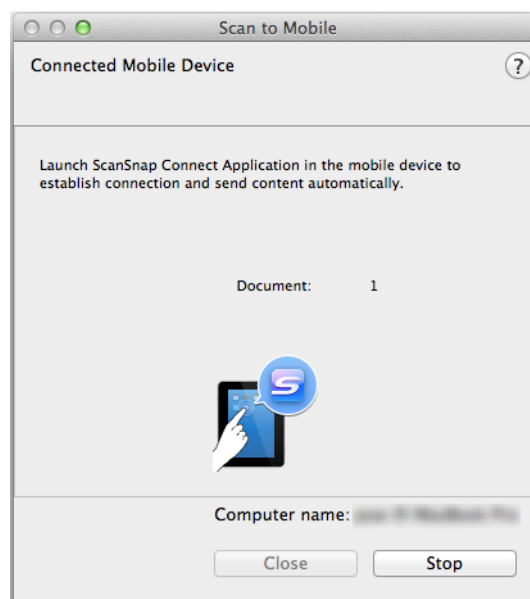 Scan to Mobile
Connected Mobile Device
?
Launch ScanSnap Connect Application in the mobile device to
establish connection and send content automatically.
Document: 1
S
Computer name:
Close
Stop